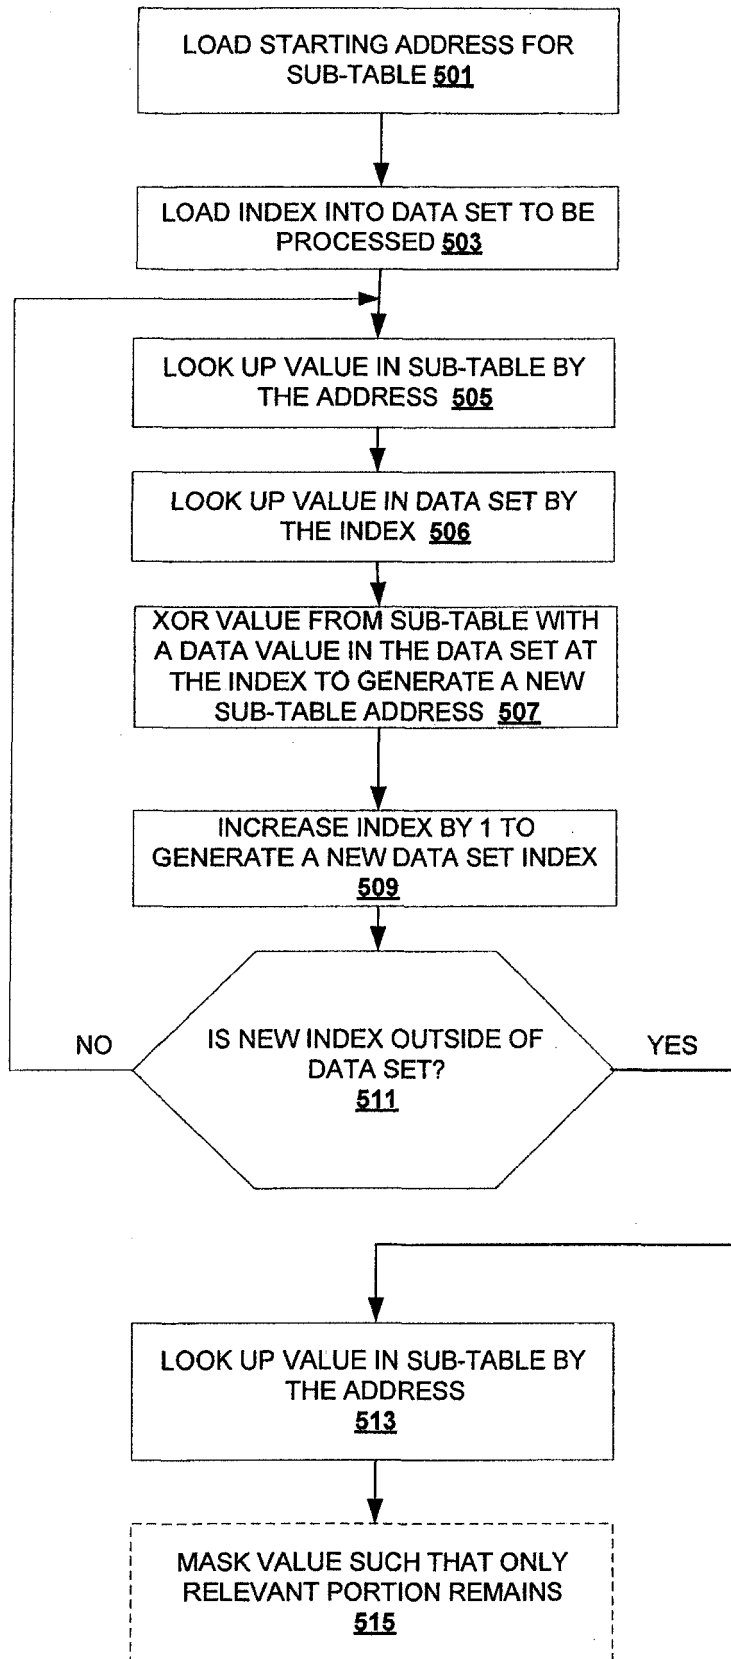 LOAD STARTING ADDRESS FOR
SUB-TABLE 501
LOAD INDEX INTO DATA SET TO BE
PROCESSED 503
LOOK UP VALUE IN SUB-TABLE BY
THE ADDRESS 505
LOOK UP VALUE IN DATA SET BY
THE INDEX 506
XOR VALUE FROM SUB-TABLE WITH
A DATA VALUE IN THE DATA SET AT
THE INDEX TO GENERATE A NEW
SUB-TABLE ADDRESS 507
INCREASE INDEX BY 1 TO
GENERATE A NEW DATA SET INDEX
509
NO
IS NEW INDEX OUTSIDE OF
DATA SET?
511
YES
LOOK UP VALUE IN SUB-TABLE BY
THE ADDRESS
513
MASK VALUE SUCH THAT ONLY
RELEVANT PORTION REMAINS
515